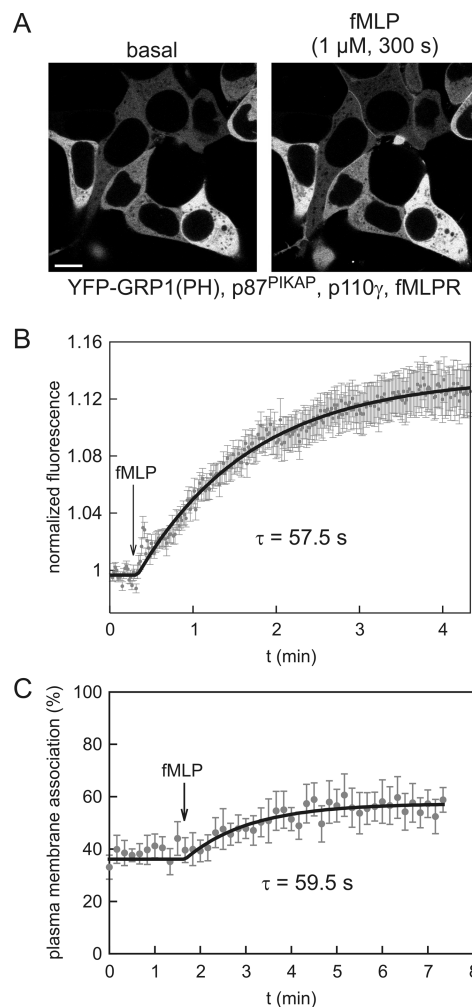 A
basal
fMLP
(1 µM, 300 s)
YFP-GRP1(PH), p87PIKAP, p110γ, fMLPR
B
normalized fluorescence
1.16
1.12
1.08
1.04
1
fMLP
τ = 57.5 s
0 1 2 3 4
t (min)
C
plasma membrane association (%)
100
80
60
40
20
0
fMLP
τ = 59.5 s
0 1 2 3 4 5 6 7 8
t (min)